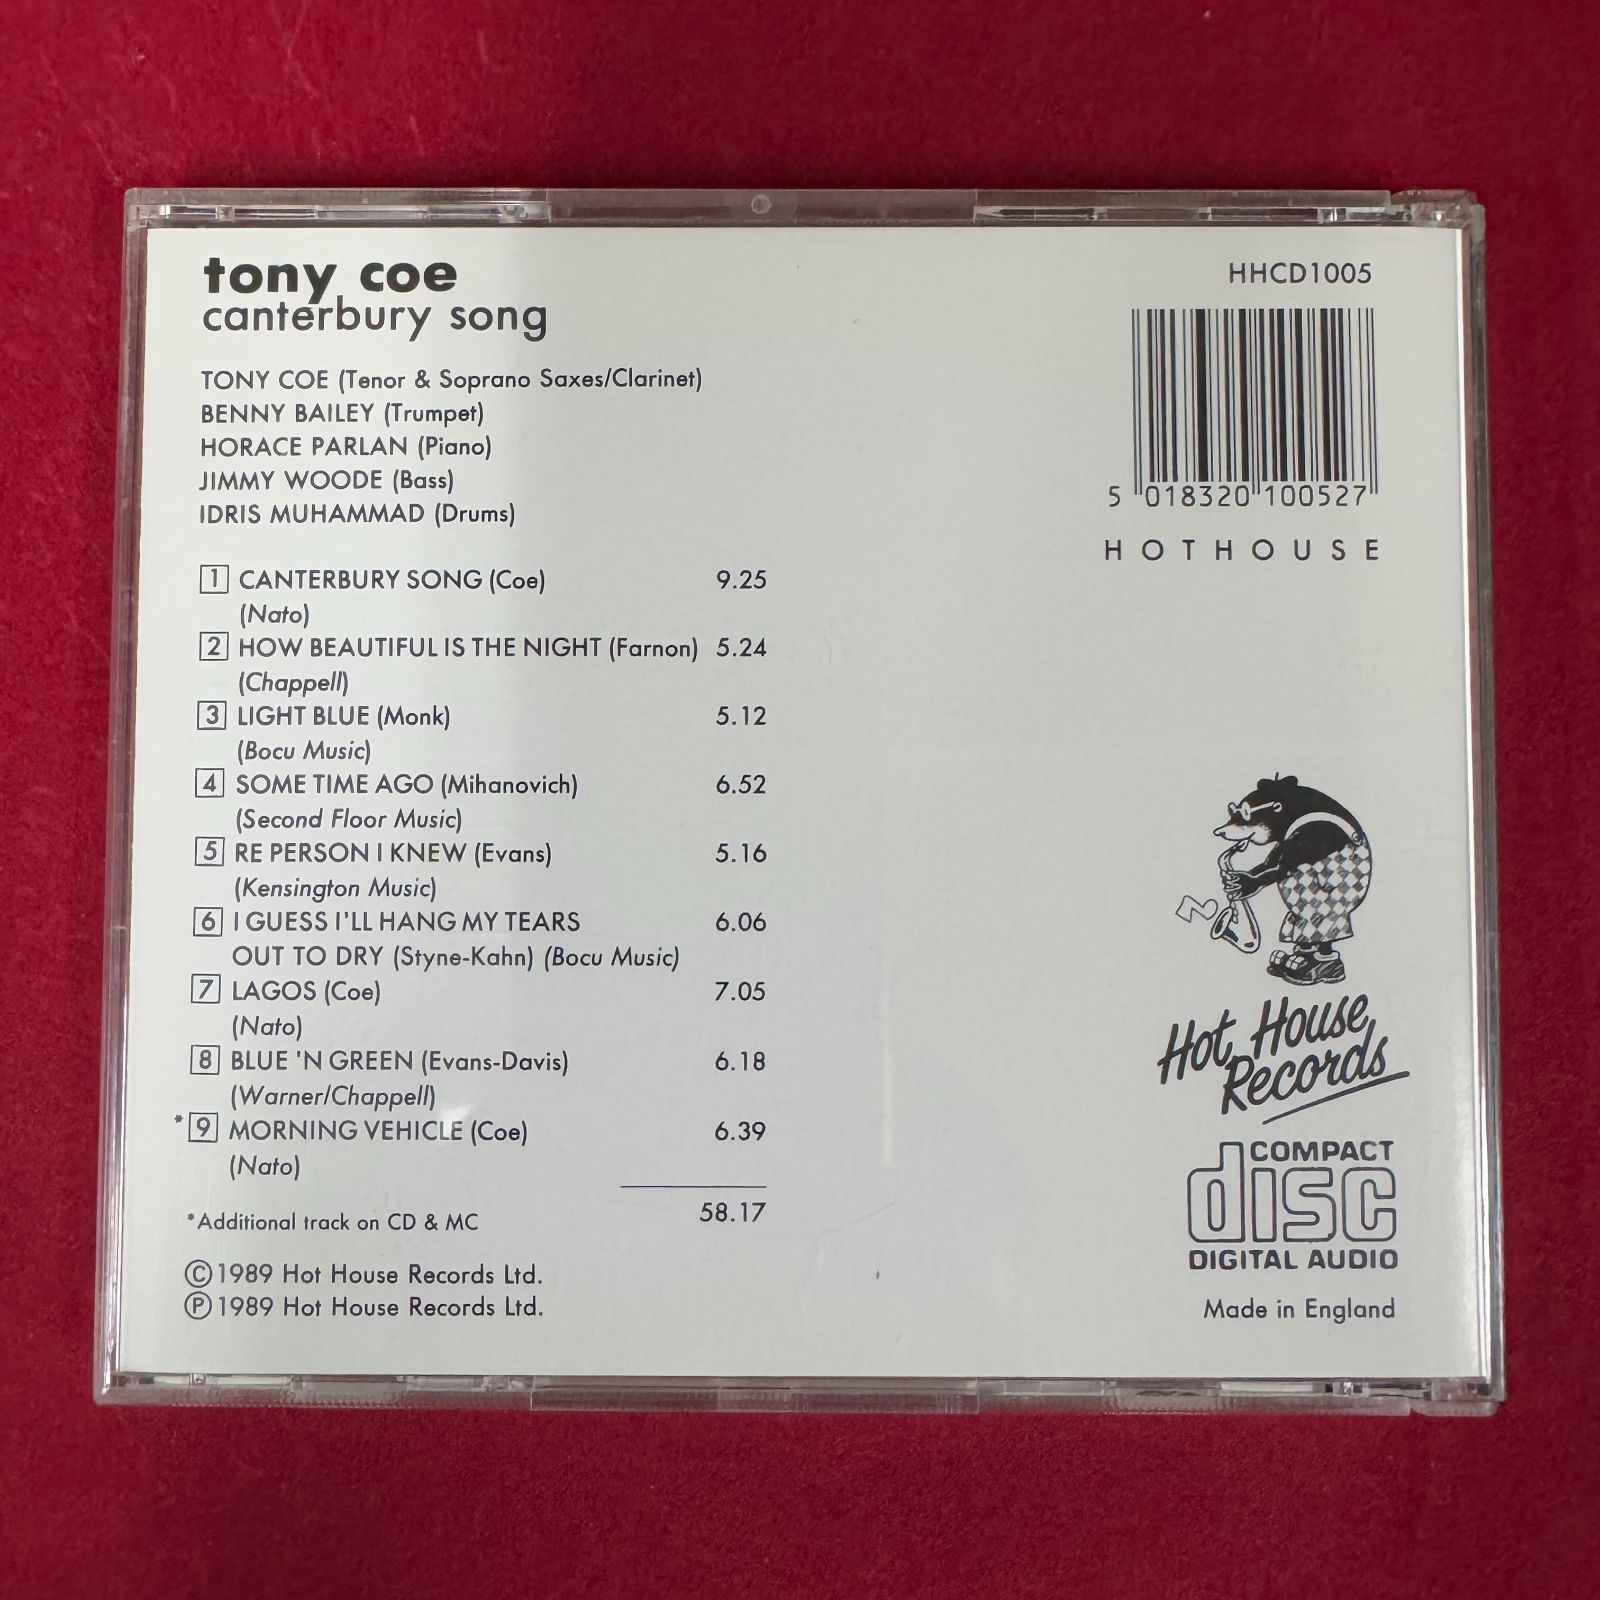 tony coe
canterbury song
TONY COE (Tenor & Soprano Saxes/Clarinet)
BENNY BAILEY (Trumpet)
HORACE PARLAN (Piano)
JIMMY WOODE (Bass)
IDRIS MUHAMMAD (Drums)
1 CANTERBURY SONG (Coe) 9.25
(Nato)
2 HOW BEAUTIFUL IS THE NIGHT (Farnon) 5.24
(Chappell)
3 LIGHT BLUE (Monk) 5.12
(Bocu Music)
4 SOME TIME AGO (Mihanovich) 6.52
(Second Floor Music)
5 RE PERSON I KNEW (Evans) 5.16
(Kensington Music)
6 I GUESS I'LL HANG MY TEARS 6.06
OUT TO DRY (Styne-Kahn) (Bocu Music)
7 LAGOS (Coe) 7.05
(Nato)
8 BLUE 'N GREEN (Evans-Davis) 6.18
(Warner/Chappell)
*9 MORNING VEHICLE (Coe) 6.39
(Nato)
58.17
*Additional track on CD & MC
© 1989 Hot House Records Ltd.
℗ 1989 Hot House Records Ltd.
HHCD1005
5 018320 100527
HOTHOUSE
Hot House
Records
COMPACT
disc
DIGITAL AUDIO
Made in England